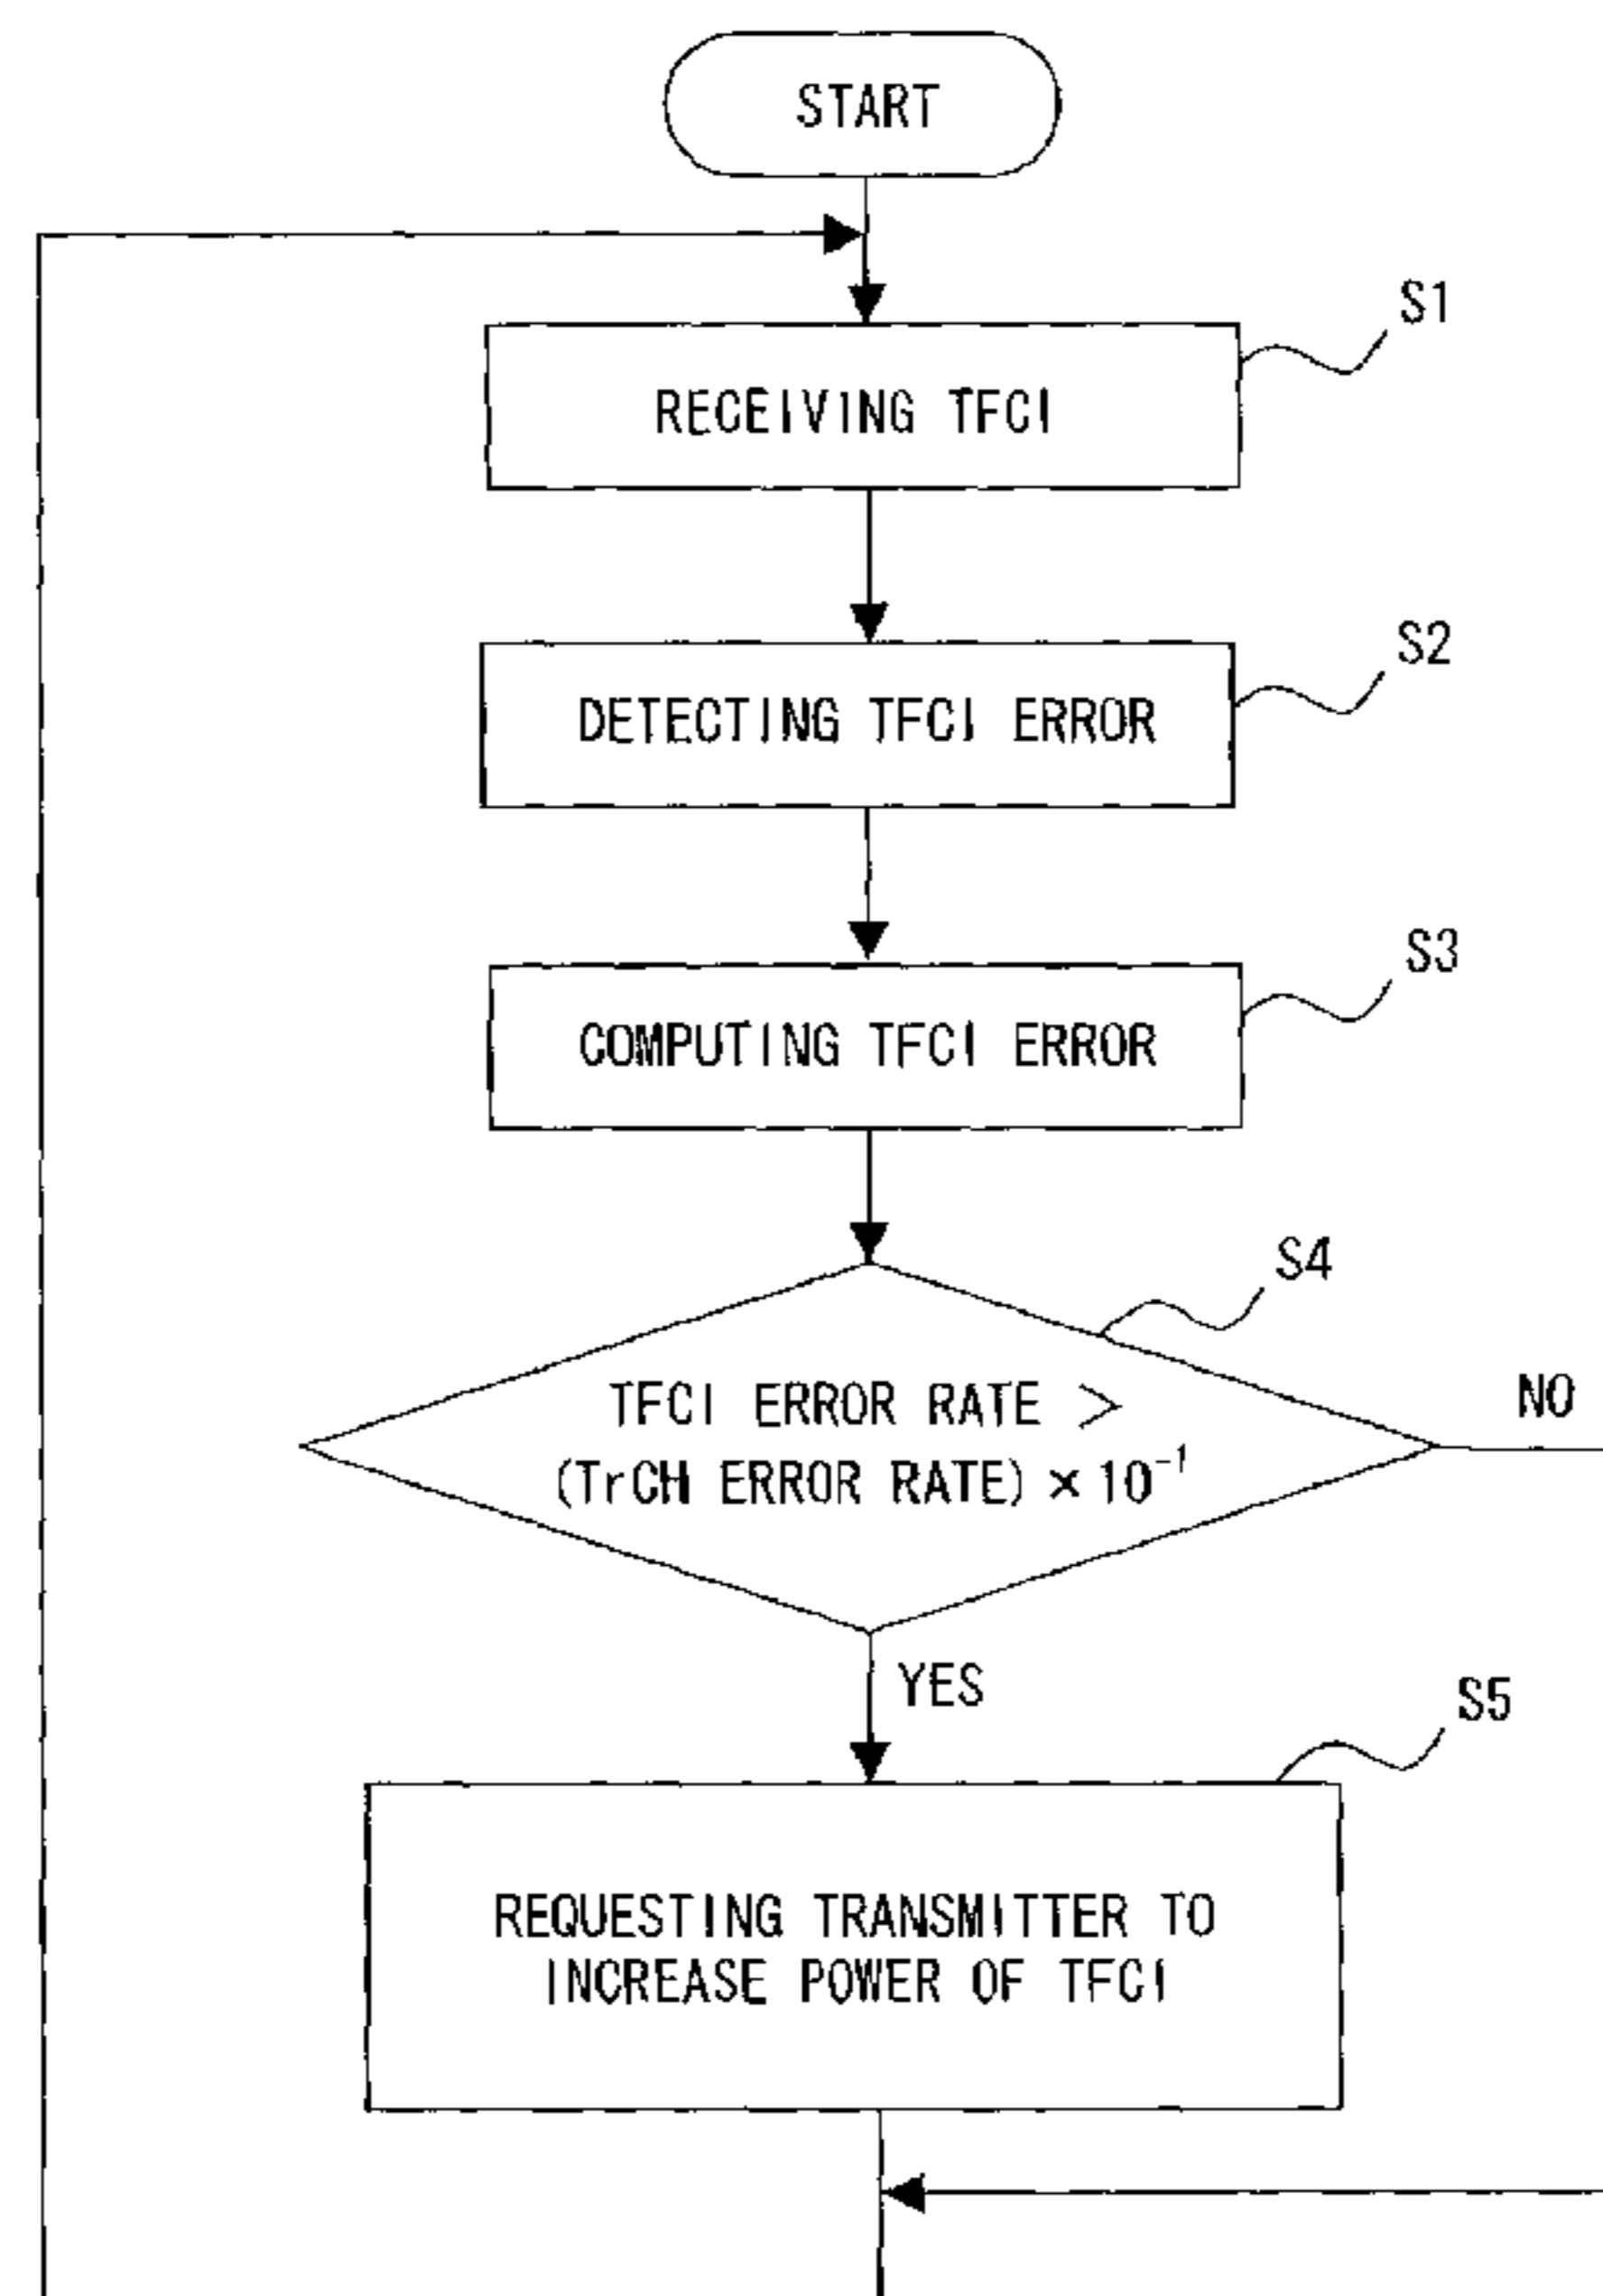 START
S1
RECEIVING TFCI
S2
DETECTING TFCI ERROR
S3
COMPUTING TFCI ERROR
S4
TFCI ERROR RATE >
(TrCH ERROR RATE) × 10⁻¹
NO
YES
S5
REQUESTING TRANSMITTER TO
INCREASE POWER OF TFCI